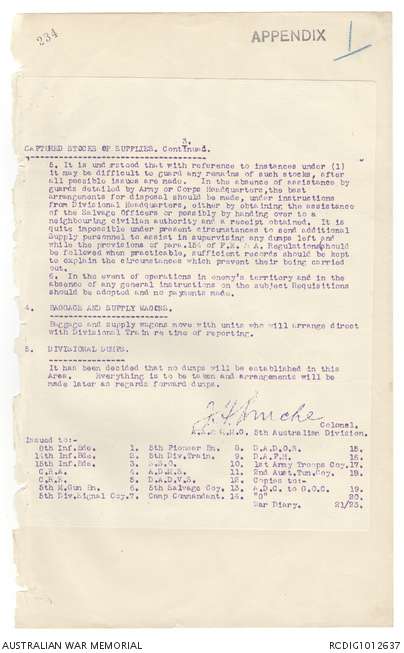 234
APPENDIX 1
3.
CAPTURED STOCKS OF SUPPLIES. Continued.
5. It is understood that with reference to instances under (1)
it may be difficult to guard any remains of such stocks, after
all possible issues are made. In the absence of assistance by
guards detailed by Army or Corps Headquarters, the best
arrangements for disposal should be made, under instructions
from Divisional Headquarters, either by obtaining the assistance
of the Salvage Officers or possibly by handing over to a
neighbouring civilian authority and a receipt obtained. It is
quite impossible under present circumstances to send additional
Supply personnel to assist in supervising any dumps left and
while the provisions of para.154 of F.M. & A. Regulations should
be followed when practicable, sufficient records should be kept
to explain the circumstances which prevent their being carried
out.
6. In the event of operations in enemy's territory and in the
absence of any general instructions on the subject Requisitions
should be adopted and no payments made.
4. BAGGAGE AND SUPPLY WAGONS.
Baggage and supply wagons move with units who will arrange direct
with Divisional Train re time of reporting.
5. DIVISIONAL DUMPS.
It has been decided that no dumps will be established in this
Area. Everything is to be taken and arrangements will be
made later as regards forward dumps.
Colonel.
5th Australian Division.
Issued to:-
8th Inf.Bde. 1. 5th Pioneer Bn. 8. D.A.D.O.S. 15.
14th Inf.Bde. 2. 5th Div.Train. 9. D.A.P.M. 16.
15th Inf.Bde. 3. S.S.O. 10. 1st Army Troops Coy. 17.
C.R.A. 4. A.D.M.S. 11. 2nd Aust.Tun.Coy. 18.
C.R.E. 5. D.A.D.V.S. 12. Copies to:-
5th M.Gun Bn. 6. 5th Salvage Coy. 13. A.D.C. to G.O.C. 19.
5th Div.Signal Coy. 7. Camp Commandant. 14. "G" 20.
War Diary. 21/25.
AUSTRALIAN WAR MEMORIAL
RCDIG1012637